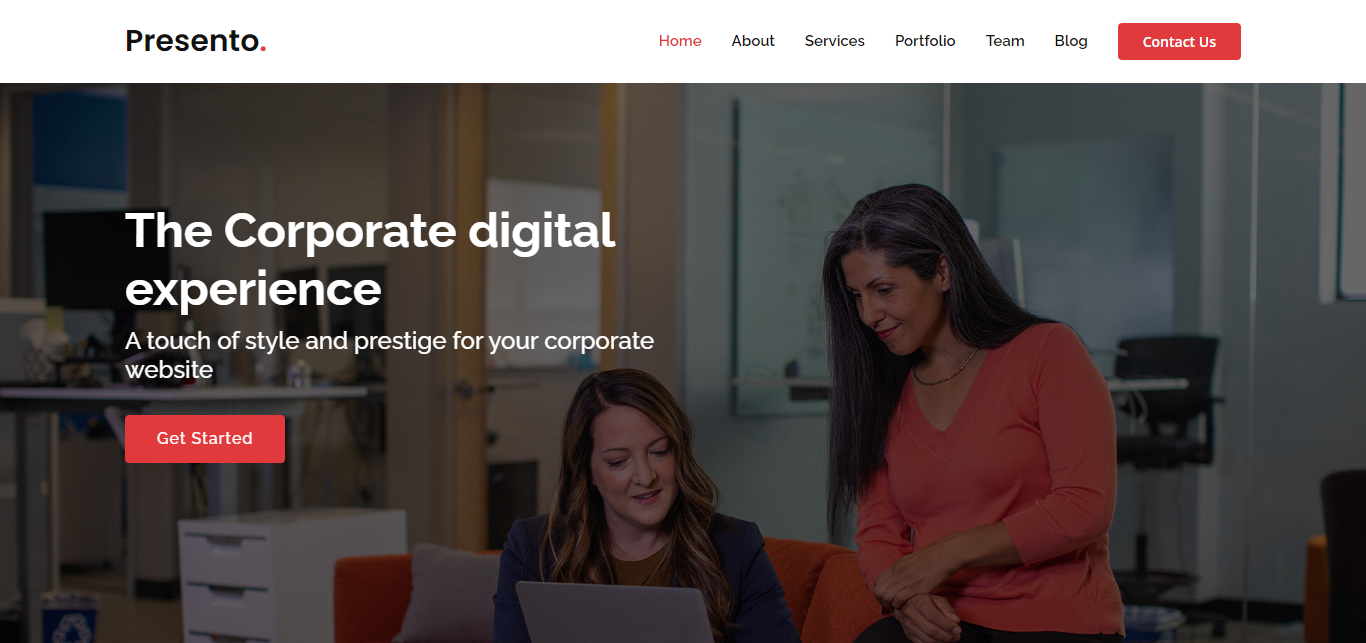 Presento.
Home About Services Portfolio Team Blog Contact Us
The Corporate digital
experience
A touch of style and prestige for your corporate
website
Get Started